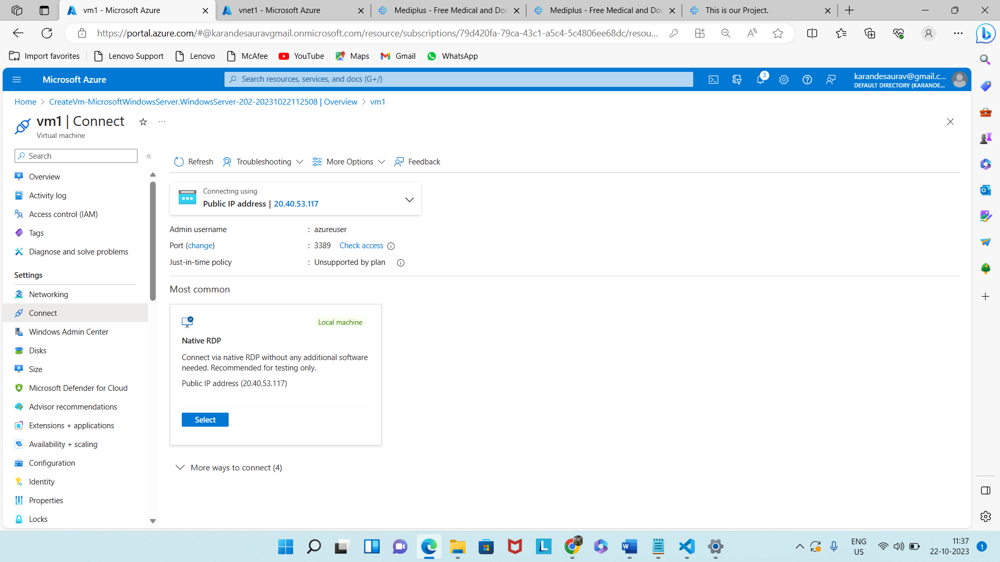 vm1 - Microsoft Azure
vnet1 - Microsoft Azure
Mediplus - Free Medical and Doc
Mediplus - Free Medical and Doc
This is our Project.
https://portal.azure.com/#@karandesauravgmail.onmicrosoft.com/resource/subscriptions/79d420fa-79ca-43c1-a5c4-5c4806ee68dc/resou...
Import favorites
Lenovo Support
Lenovo
McAfee
YouTube
Maps
Gmail
WhatsApp
Microsoft Azure
Search resources, services, and docs (G+/)
3
karandesaurav@gmail.c...
DEFAULT DIRECTORY (KARANDE...
Home > CreateVm-MicrosoftWindowsServer.WindowsServer-202-20231022112508 | Overview > vm1
vm1 | Connect
Virtual machine
Search
Overview
Activity log
Access control (IAM)
Tags
Diagnose and solve problems
Settings
Networking
Connect
Windows Admin Center
Disks
Size
Microsoft Defender for Cloud
Advisor recommendations
Extensions + applications
Availability + scaling
Configuration
Identity
Properties
Locks
Refresh
Troubleshooting
More Options
Feedback
Connecting using
Public IP address | 20.40.53.117
Admin username : azureuser
Port (change) : 3389 Check access
Just-in-time policy : Unsupported by plan
Most common
Local machine
Native RDP
Connect via native RDP without any additional software
needed. Recommended for testing only.
Public IP address (20.40.53.117)
Select
More ways to connect (4)
ENG
US
11:37
22-10-2023
1